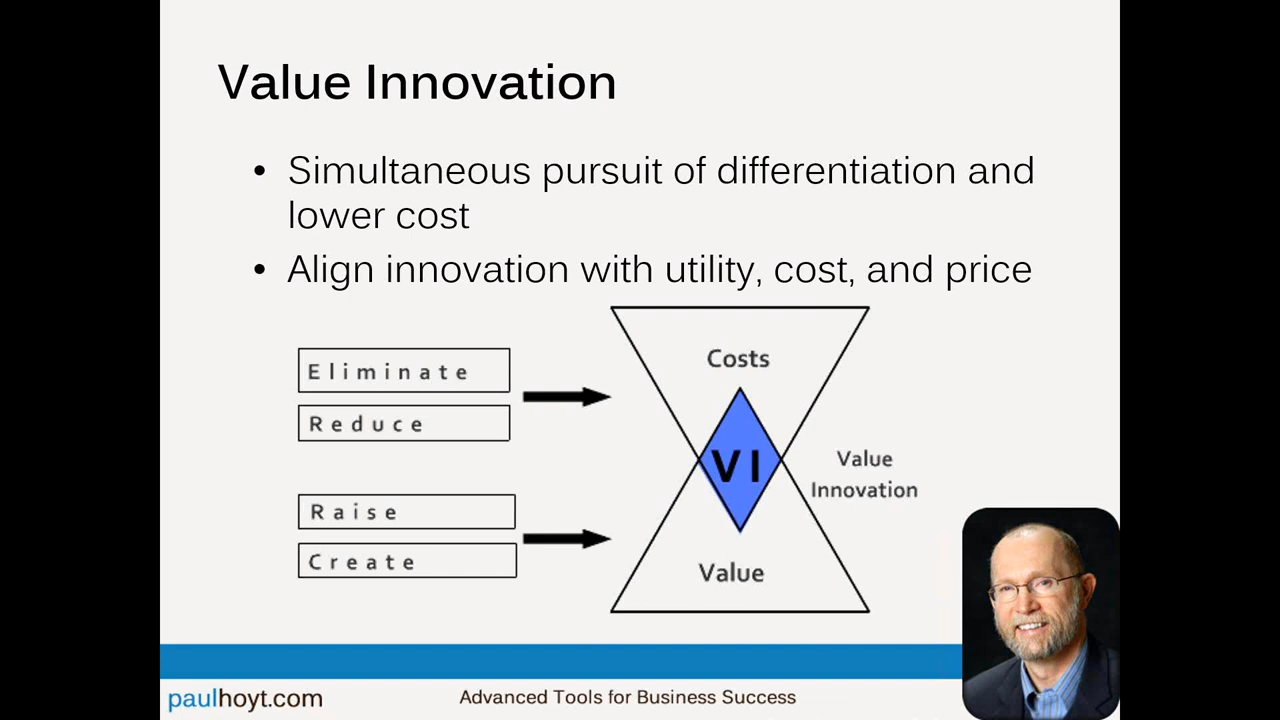 Value Innovation
• Simultaneous pursuit of differentiation and
lower cost
• Align innovation with utility, cost, and price
Eliminate
Reduce
Raise
Create
Costs
VI
Value
Innovation
Value
paulhoyt.com
Advanced Tools for Business Success